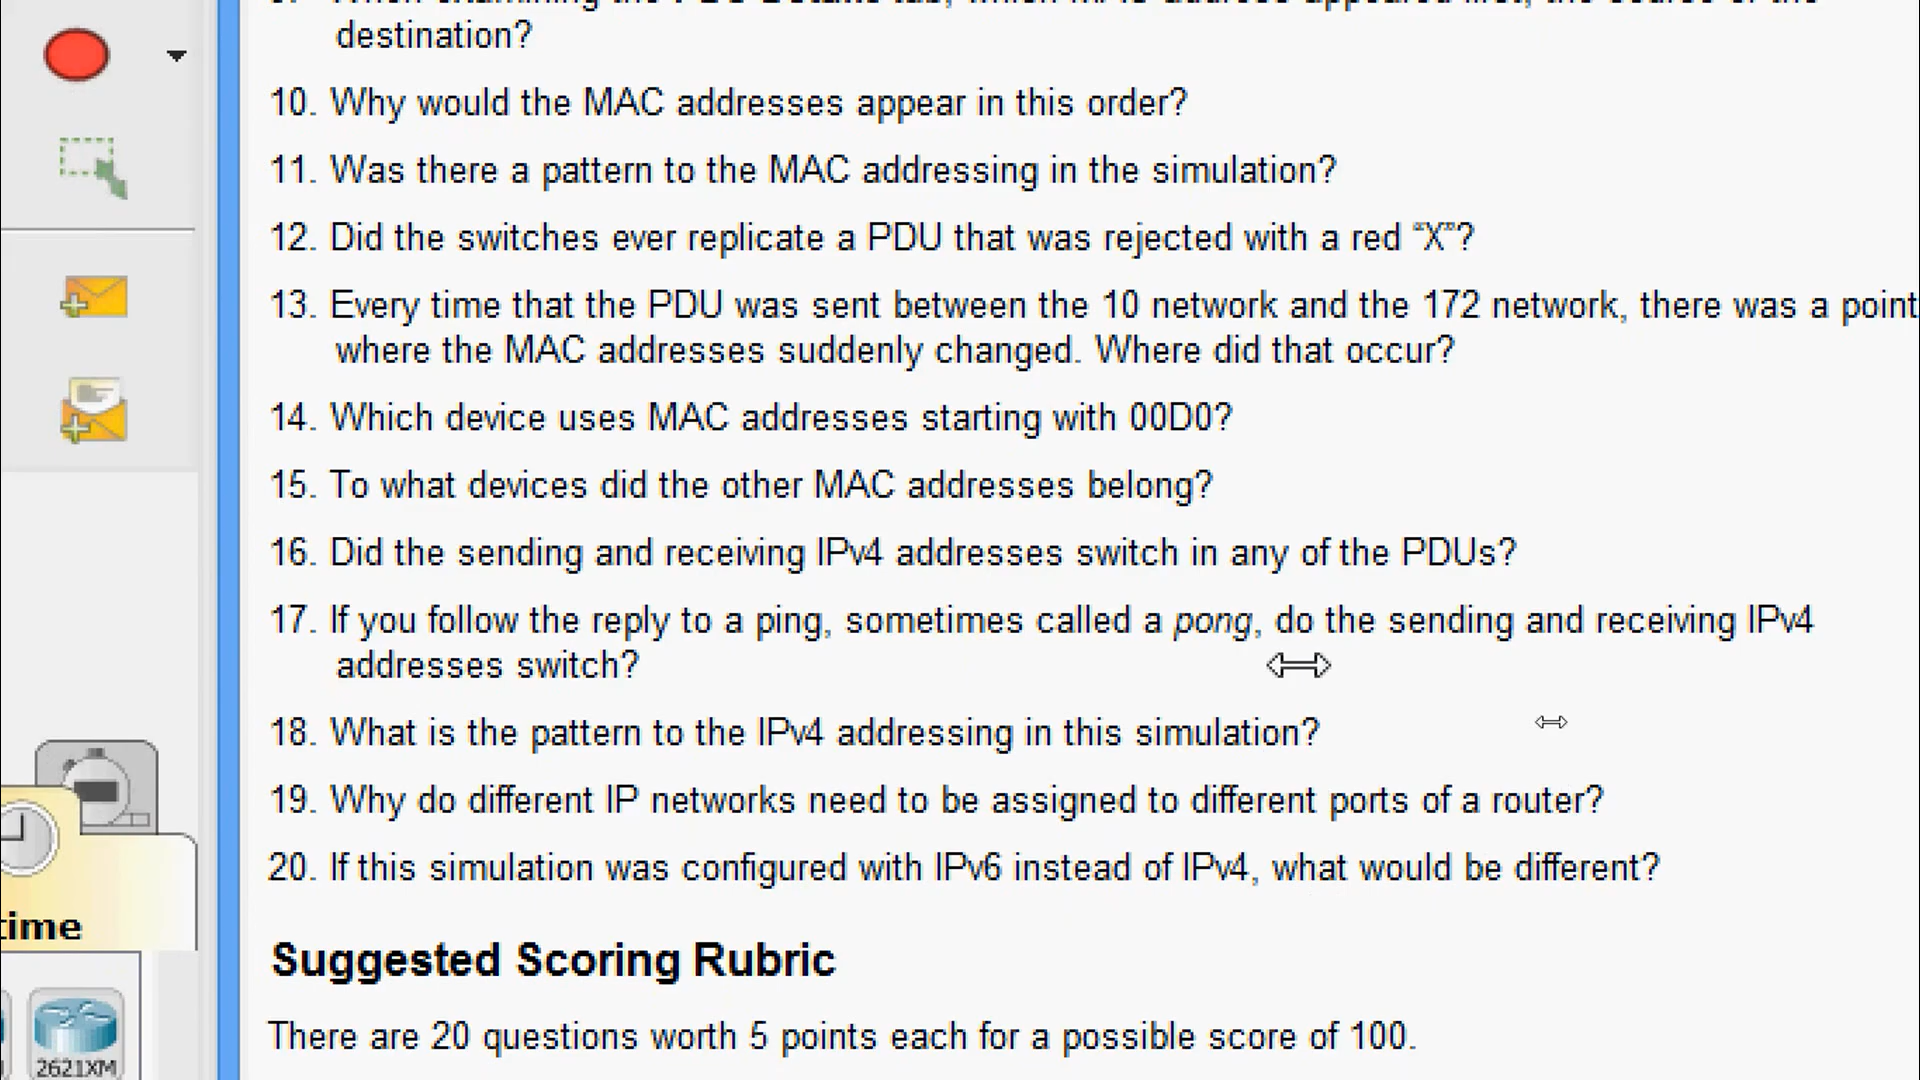 destination?
10. Why would the MAC addresses appear in this order?
11. Was there a pattern to the MAC addressing in the simulation?
12. Did the switches ever replicate a PDU that was rejected with a red “X”?
13. Every time that the PDU was sent between the 10 network and the 172 network, there was a point
where the MAC addresses suddenly changed. Where did that occur?
14. Which device uses MAC addresses starting with 00D0?
15. To what devices did the other MAC addresses belong?
16. Did the sending and receiving IPv4 addresses switch in any of the PDUs?
17. If you follow the reply to a ping, sometimes called a pong, do the sending and receiving IPv4
addresses switch?
18. What is the pattern to the IPv4 addressing in this simulation?
19. Why do different IP networks need to be assigned to different ports of a router?
20. If this simulation was configured with IPv6 instead of IPv4, what would be different?
time
Suggested Scoring Rubric
There are 20 questions worth 5 points each for a possible score of 100.
2621XM